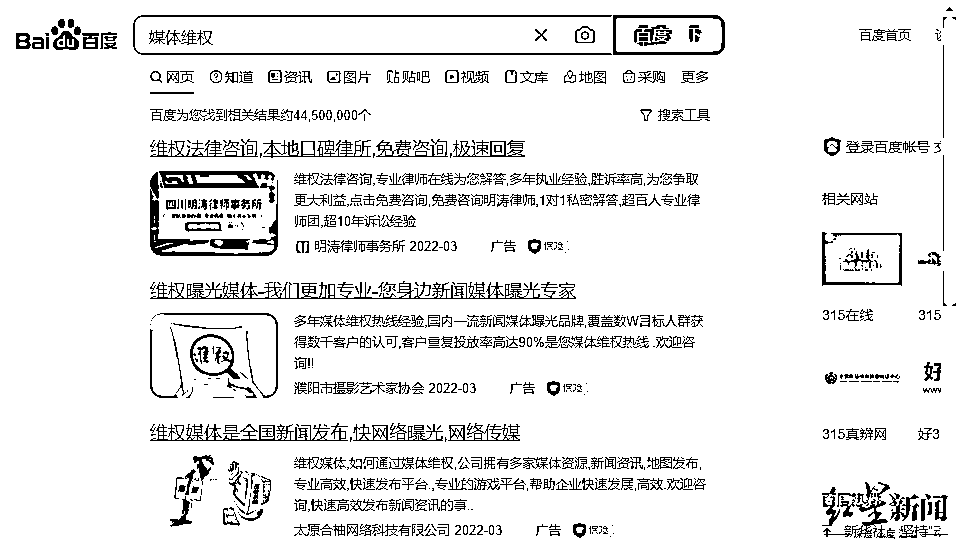 Bai 百度
媒体维权
百度
百度首页
网页 知道 资讯 图片 贴吧 视频 文库 地图 采购 更多
百度为您找到相关结果约44,500,000个
搜索工具
维权法律咨询,本地口碑律所,免费咨询,极速回复
四川明涛律师事务所
维权法律咨询,专业律师在线为您解答,多年执业经验,胜诉率高,为您争取
更大利益,点击免费咨询,免费咨询明涛律师,1对1私密解答,超百人专业律
师团,超10年诉讼经验
明涛律师事务所 2022-03 广告 保障
登录百度帐号
相关网站
315在线 315
维权曝光媒体-我们更加专业-您身边新闻媒体曝光专家
维权
多年媒体维权热线经验,国内一流新闻媒体曝光品牌,覆盖数W目标人群获
得数千客户的认可,客户重复投放率高达90%是您媒体维权热线 .欢迎咨
询!!
濮阳市摄影艺术家协会 2022-03 广告 保障
好
www
315真辨网 好3
维权媒体是全国新闻发布,快网络曝光,网络传媒
维权媒体,如何通过媒体维权,公司拥有多家媒体资源,新闻资讯,地图发布,
专业高效,快速发布平台.,专业的游戏平台,帮助企业快速发展,高效.欢迎咨
询,快速高效发布新闻资讯的事..
太原合柚网络科技有限公司 2022-03 广告 保障
红星新闻